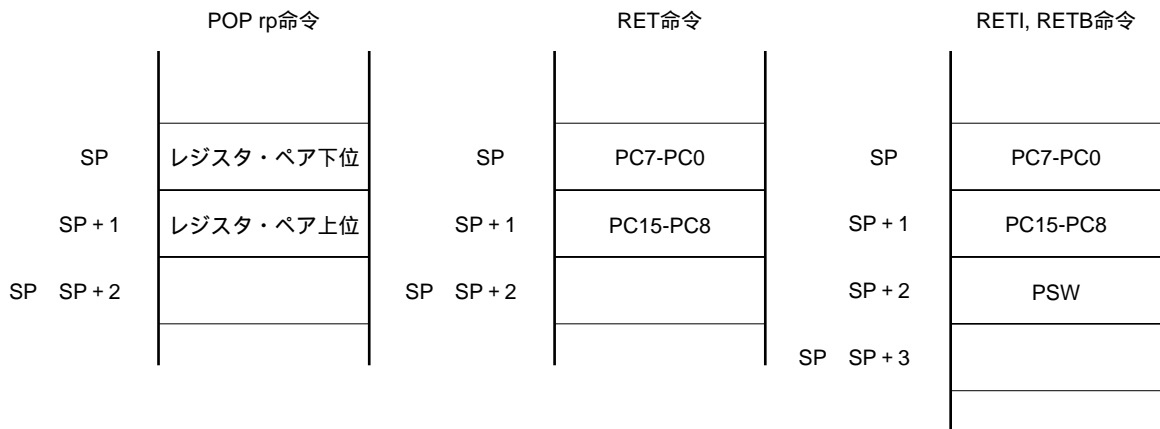 POP rp命令
SP レジスタ・ペア下位
SP + 1 レジスタ・ペア上位
SP SP + 2
RET命令
SP PC7-PC0
SP + 1 PC15-PC8
SP SP + 2
RETI, RETB命令
SP PC7-PC0
SP + 1 PC15-PC8
SP + 2 PSW
SP SP + 3